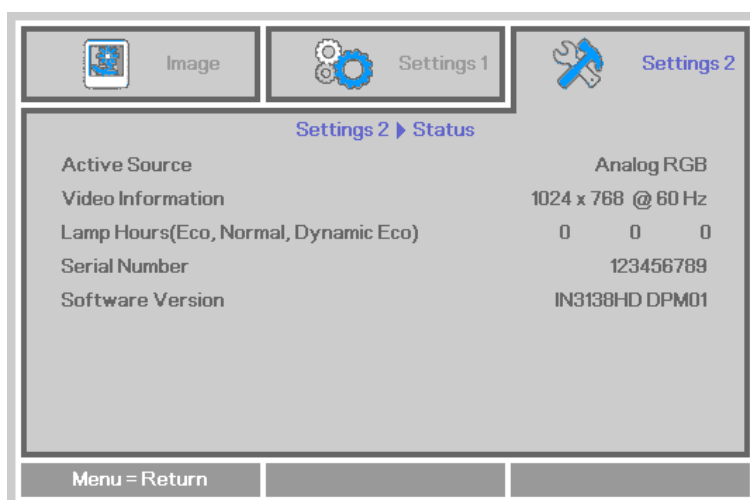 Image Settings 1 Settings 2
Settings 2 ▶ Status
Active Source Analog RGB
Video Information 1024 x 768 @ 60 Hz
Lamp Hours(Eco, Normal, Dynamic Eco) 0 0 0
Serial Number 123456789
Software Version IN3138HD DPM01
Menu = Return